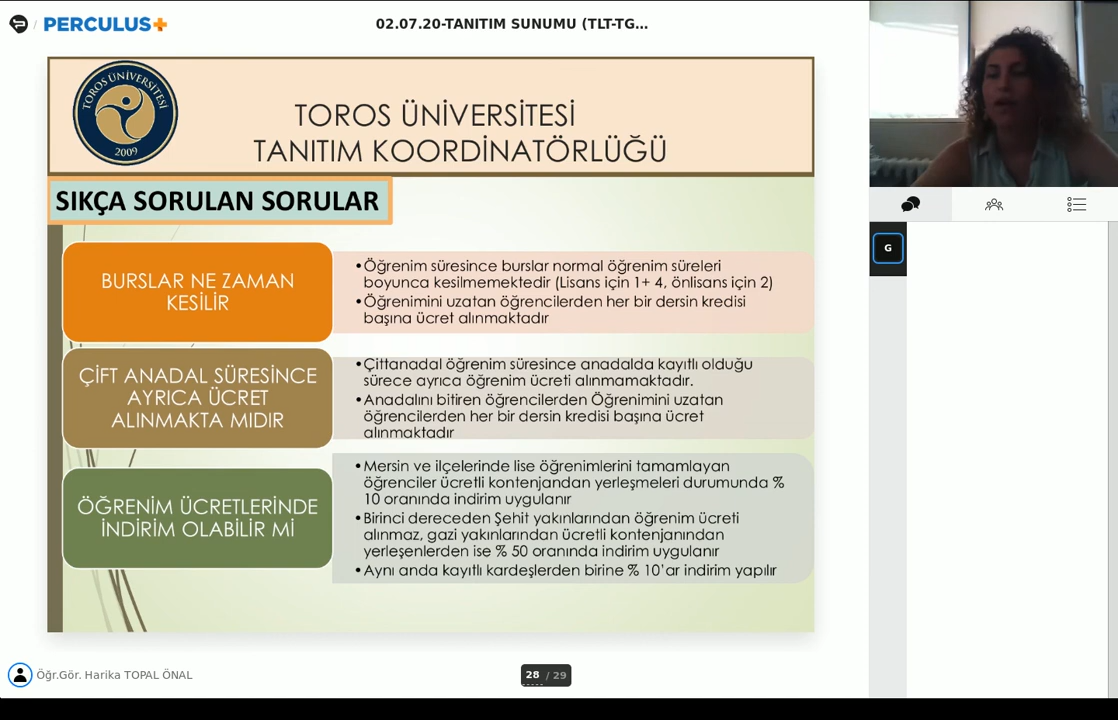 PERCULUS+
02.07.20-TANITIM SUNUMU (TLT-TG...
TOROS ÜNİVERSİTESİ
2009
TOROS ÜNİVERSİTESİ
TANITIM KOORDİNATÖRLÜĞÜ
SIKÇA SORULAN SORULAR
BURSLAR NE ZAMAN
KESİLİR
•Öğrenim süresince burslar normal öğrenim süreleri
boyunca kesilmemektedir (Lisans için 1+ 4, önlisans için 2)
•Öğrenimini uzatan öğrencilerden her bir dersin kredisi
başına ücret alınmaktadır
ÇİFT ANADAL SÜRESİNCE
AYRICA ÜCRET
ALINMAKTA MIDIR
•Çittanadal öğrenim süresince anadalda kayıtlı olduğu
sürece ayrıca öğrenim ücreti alınmamaktadır.
•Anadalını bitiren öğrencilerden Öğrenimini uzatan
öğrencilerden her bir dersin kredisi başına ücret
alınmaktadır
ÖĞRENİM ÜCRETLERİNDE
İNDİRİM OLABİLİR Mİ
•Mersin ve ilçelerinde lise öğrenimlerini tamamlayan
öğrenciler ücretli kontenjandan yerleşmeleri durumunda %
10 oranında indirim uygulanır
•Birinci dereceden Şehit yakınlarından öğrenim ücreti
alınmaz, gazi yakınlarından ücretli kontenjanından
yerleşenlerden ise % 50 oranında indirim uygulanır
•Aynı anda kayıtlı kardeşlerden birine % 10'ar indirim yapılır
G
Öğr.Gör. Harika TOPAL ÖNAL
28 / 29